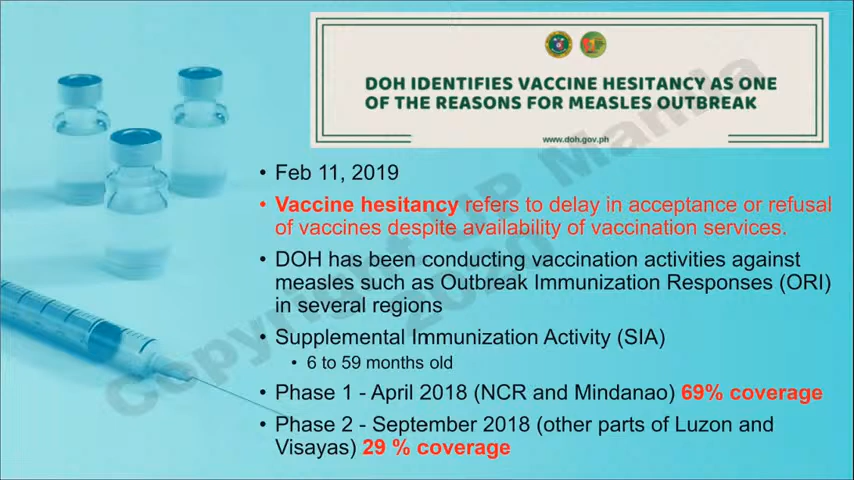 DOH IDENTIFIES VACCINE HESITANCY AS ONE
OF THE REASONS FOR MEASLES OUTBREAK
www.doh.gov.ph
• Feb 11, 2019
• Vaccine hesitancy refers to delay in acceptance or refusal
of vaccines despite availability of vaccination services.
• DOH has been conducting vaccination activities against
measles such as Outbreak Immunization Responses (ORI)
in several regions
• Supplemental Immunization Activity (SIA)
• 6 to 59 months old
• Phase 1 - April 2018 (NCR and Mindanao) 69% coverage
• Phase 2 - September 2018 (other parts of Luzon and
Visayas) 29 % coverage
Copyright UP Manila
2020